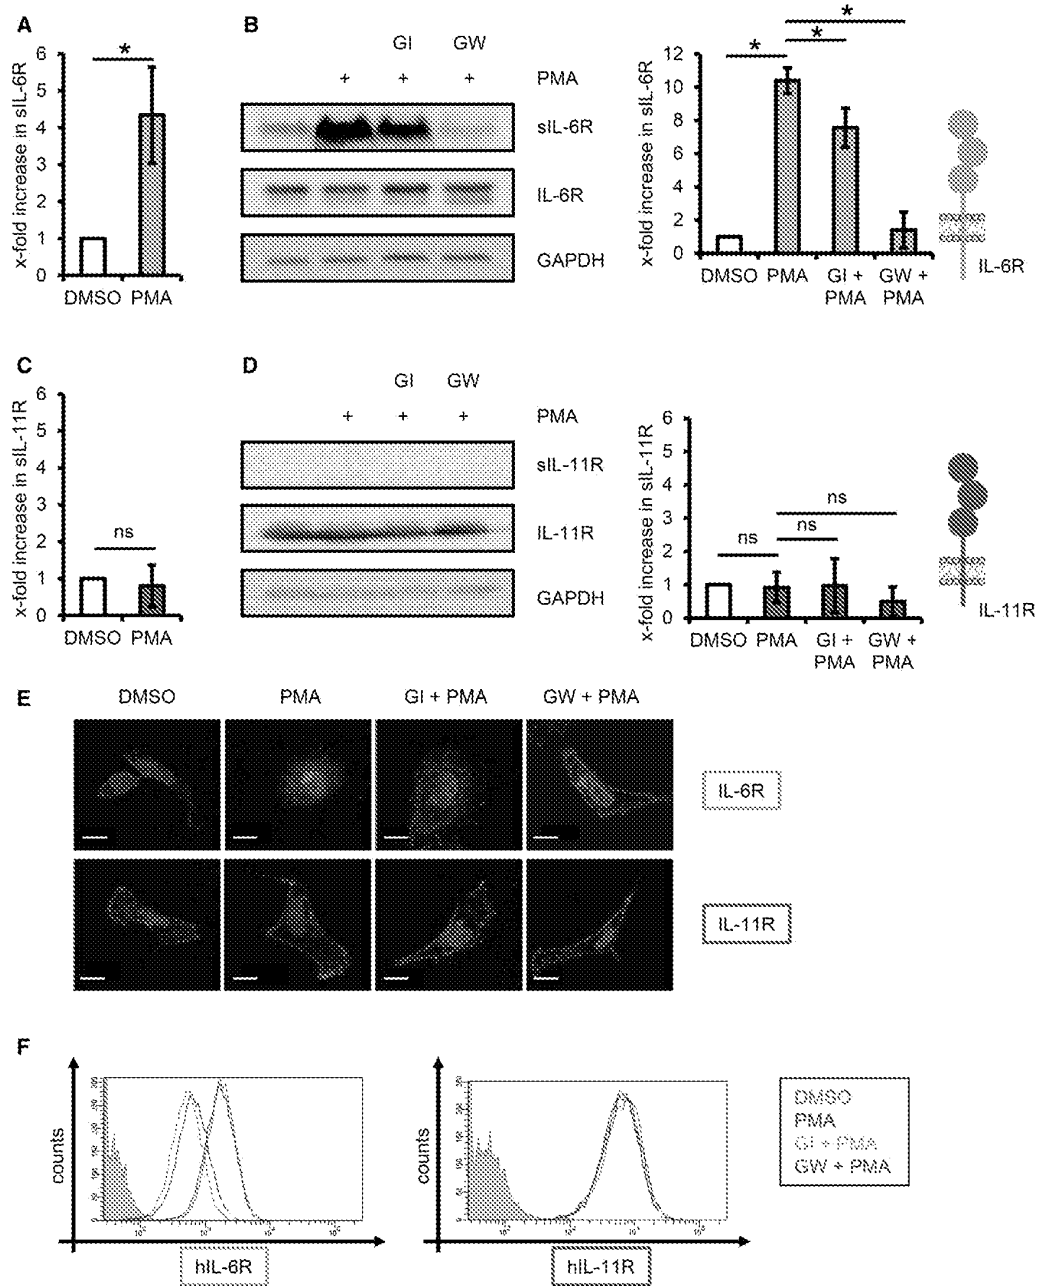 A
x-fold increase in sIL-6R
6
5
4
3
2
1
0
*
DMSO PMA
B
GI GW
+ + + PMA
sIL-6R
IL-6R
GAPDH
x-fold increase in sIL-6R
12
10
8
6
4
2
0
*
*
*
DMSO PMA GI + PMA GW + PMA
IL-6R
C
x-fold increase in sIL-11R
6
5
4
3
2
1
0
ns
DMSO PMA
D
GI GW
+ + + PMA
sIL-11R
IL-11R
GAPDH
x-fold increase in sIL-11R
6
5
4
3
2
1
0
ns
ns
ns
DMSO PMA GI + PMA GW + PMA
IL-11R
E
DMSO PMA GI + PMA GW + PMA
IL-6R
IL-11R
F
counts
hIL-6R
counts
hIL-11R
DMSO
PMA
GI + PMA
GW + PMA